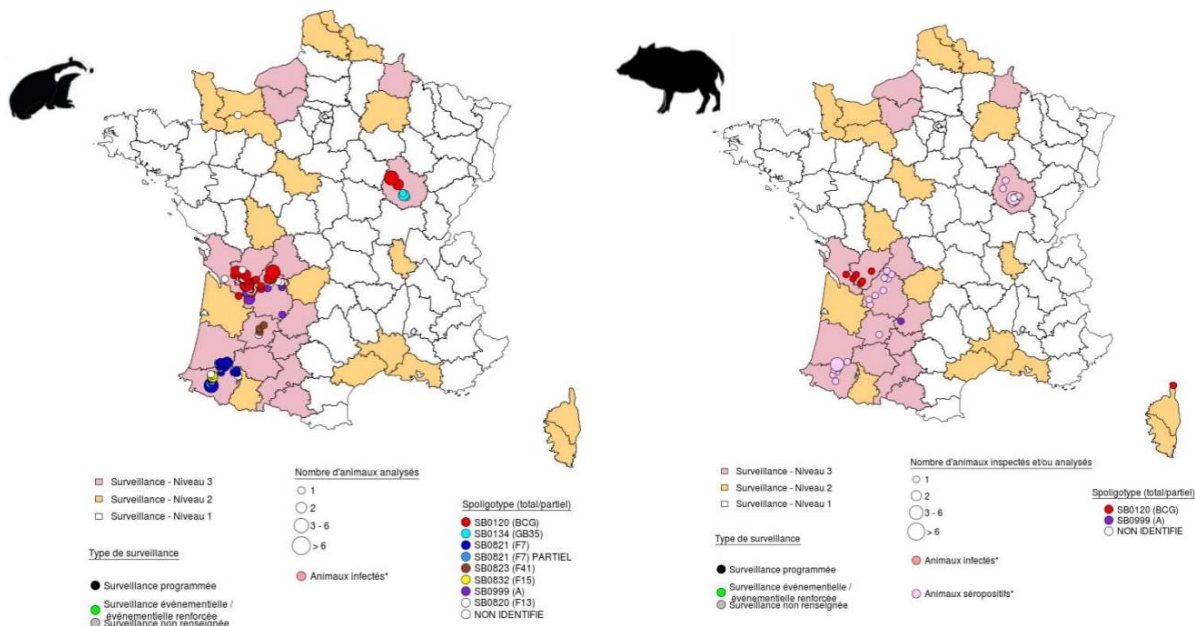 Surveillance - Niveau 3
Surveillance - Niveau 2
Surveillance - Niveau 1
Type de surveillance
Surveillance programmée
Surveillance événementielle /
événementielle renforcée
Surveillance non renseignée
Nombre d'animaux analysés
1
2
3 - 6
> 6
Animaux infectés*
Spoligotype (total/partiel)
SB0120 (BCG)
SB0134 (GB35)
SB0821 (F7)
SB0821 (F7) PARTIEL
SB0823 (F41)
SB0832 (F15)
SB0999 (A)
SB0820 (F13)
NON IDENTIFIE
Surveillance - Niveau 3
Surveillance - Niveau 2
Surveillance - Niveau 1
Type de surveillance
Surveillance programmée
Surveillance événementielle /
événementielle renforcée
Surveillance non renseignée
Nombre d'animaux inspectés et/ou analysés
1
2
3 - 6
> 6
Animaux infectés*
Animaux séropositifs*
Spoligotype (total/partiel)
SB0120 (BCG)
SB0999 (A)
NON IDENTIFIE